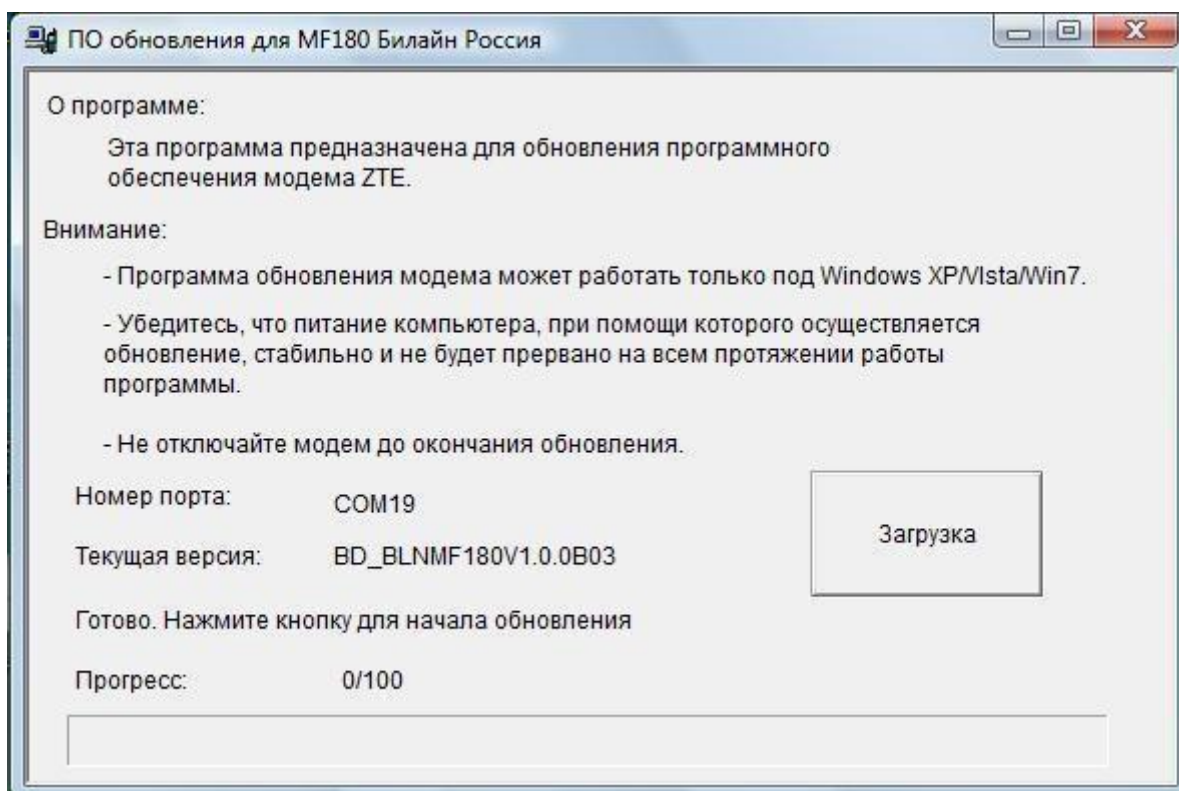 ПО обновления для MF180 Билайн Россия
О программе:
Эта программа предназначена для обновления программного
обеспечения модема ZTE.
Внимание:
- Программа обновления модема может работать только под Windows XP/VIsta/Win7.
- Убедитесь, что питание компьютера, при помощи которого осуществляется
обновление, стабильно и не будет прервано на всем протяжении работы
программы.
- Не отключайте модем до окончания обновления.
Номер порта: COM19
Загрузка
Текущая версия: BD_BLNMF180V1.0.0B03
Готово. Нажмите кнопку для начала обновления
Прогресс: 0/100